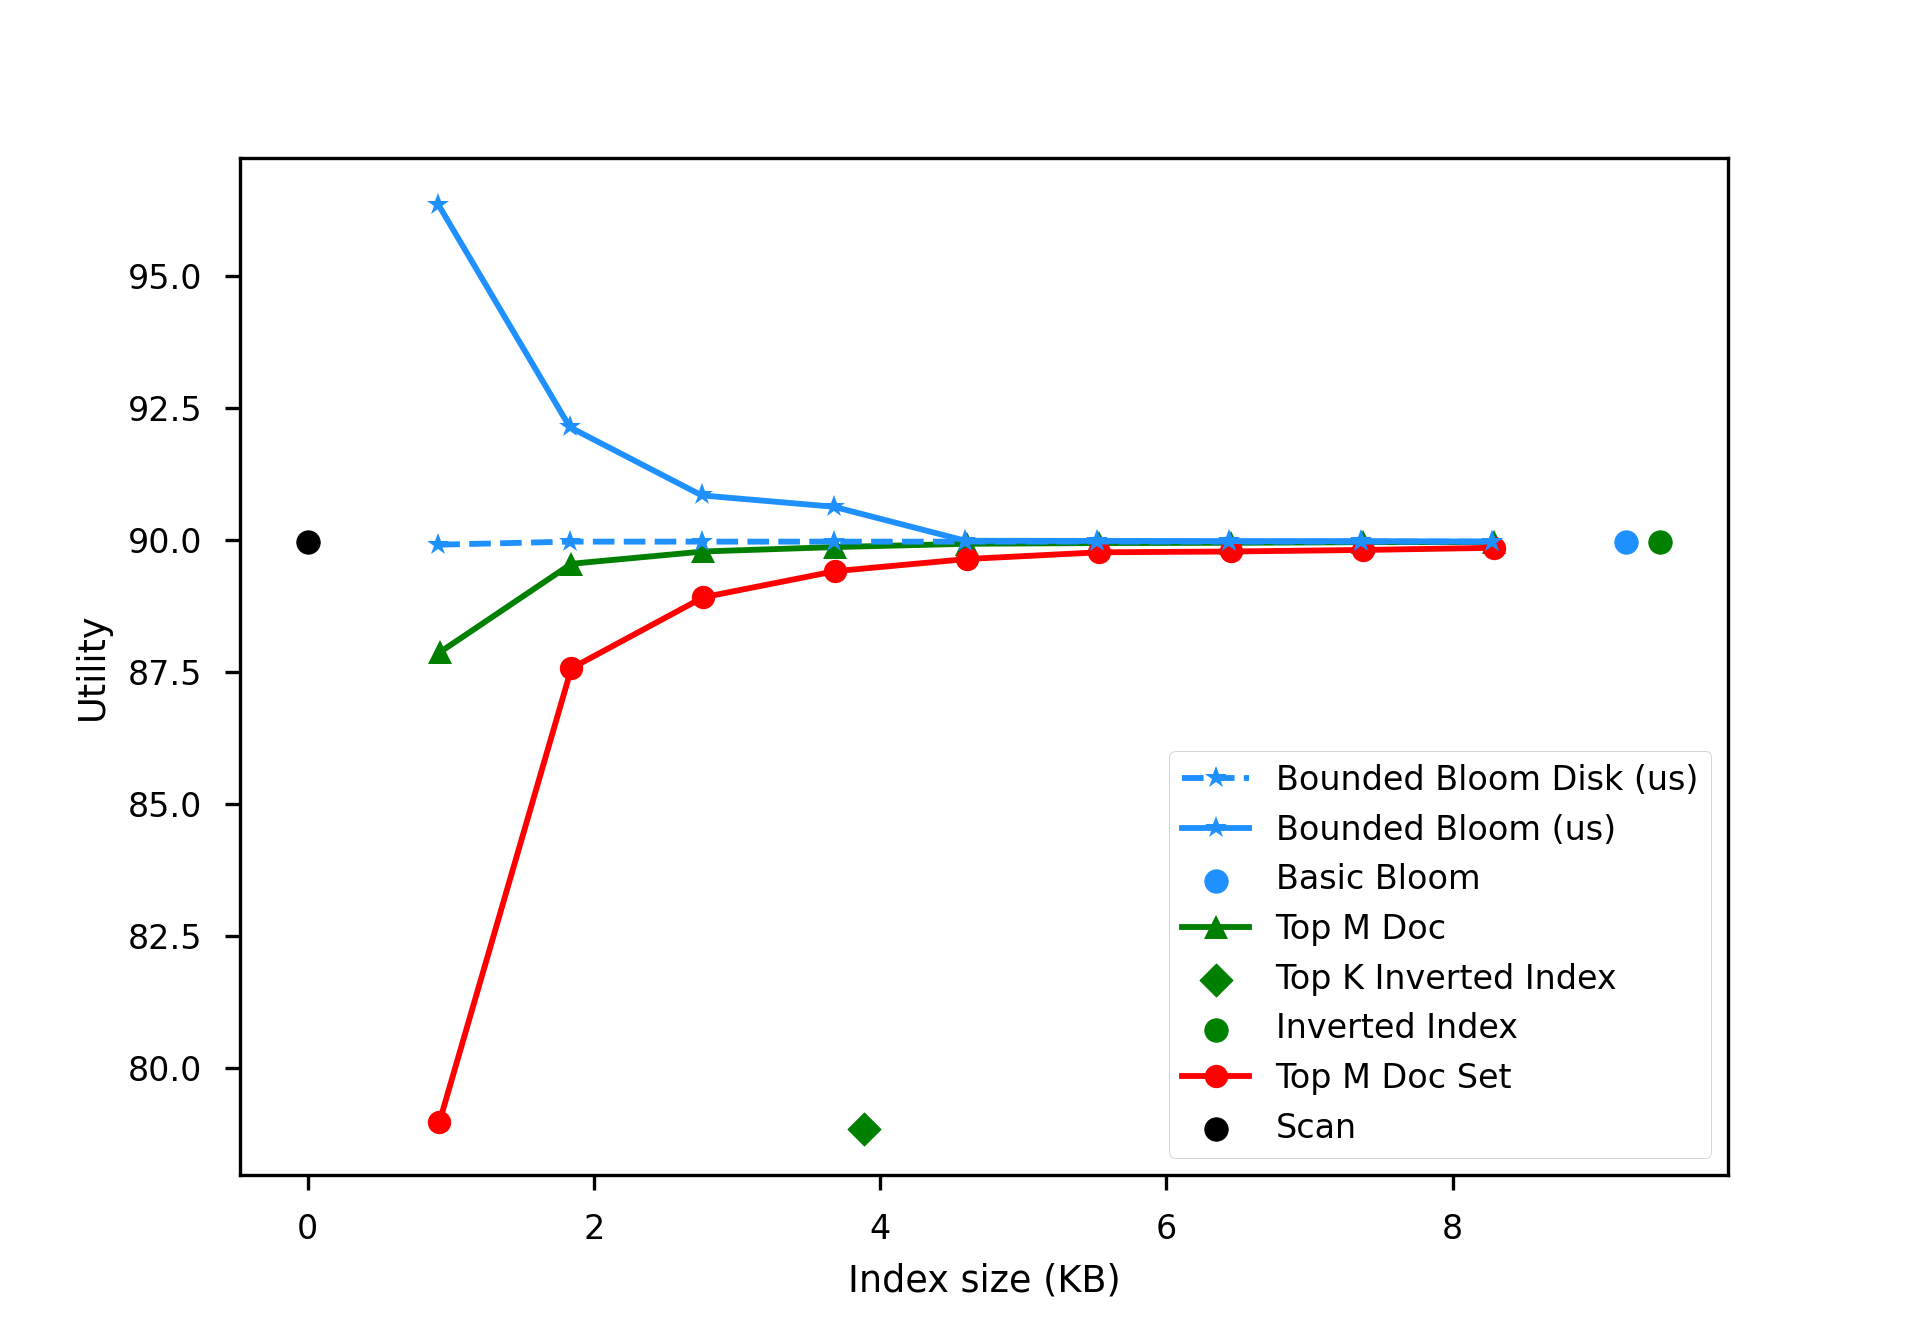 95.0
92.5
90.0
87.5
85.0
82.5
80.0
Utility
0 2 4 6 8
Index size (KB)
Bounded Bloom Disk (us)
Bounded Bloom (us)
Basic Bloom
Top M Doc
Top K Inverted Index
Inverted Index
Top M Doc Set
Scan